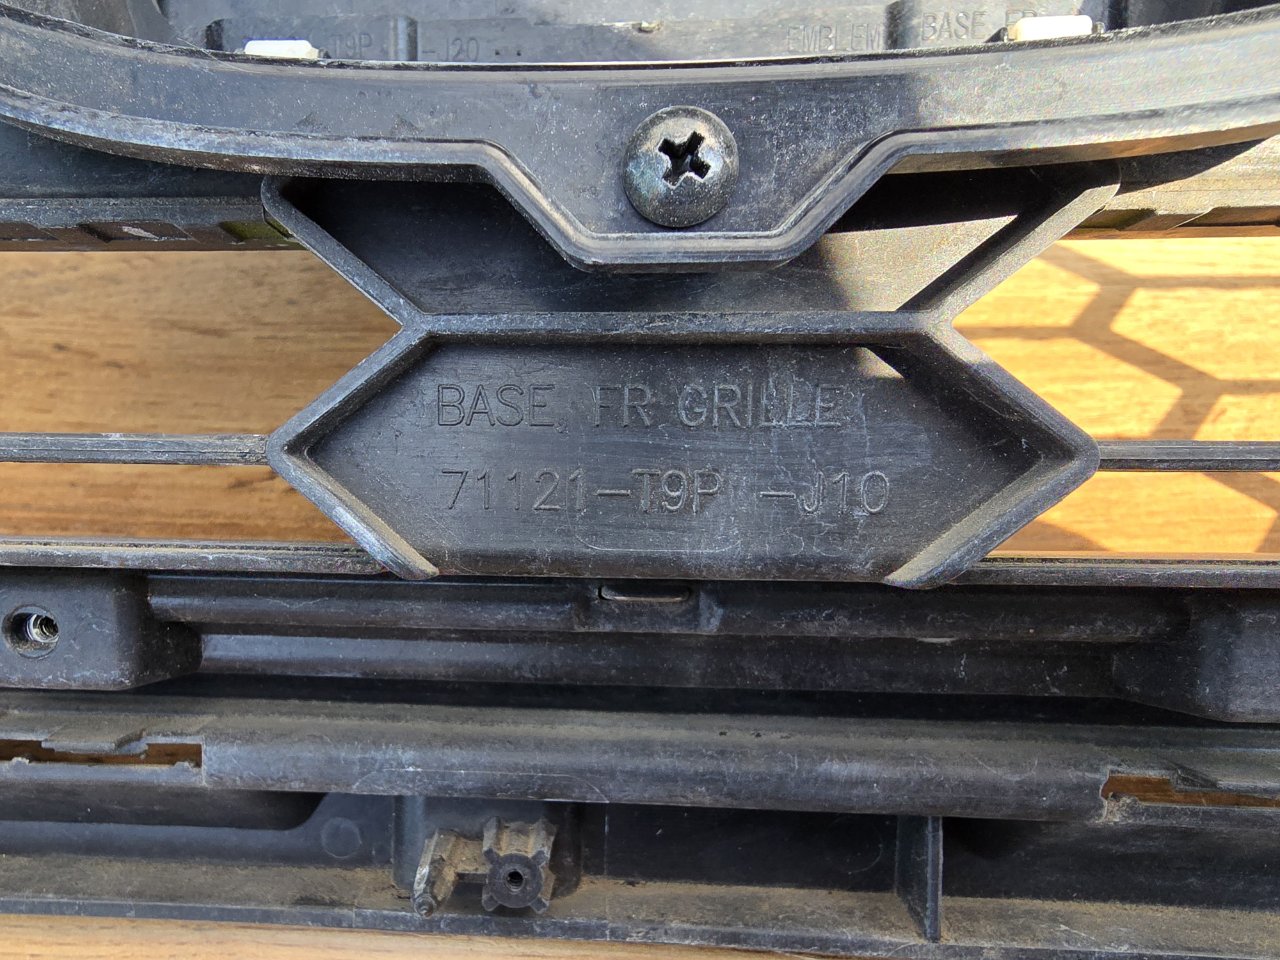 T9P -J20
EMBLEM BASE, FR
BASE, FR GRILLE
71121-T9P -J10